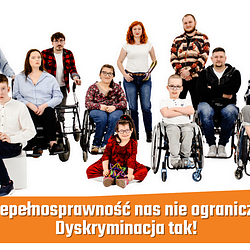 epełnosprawność nas nie ogranicz
Dyskryminacja tak!